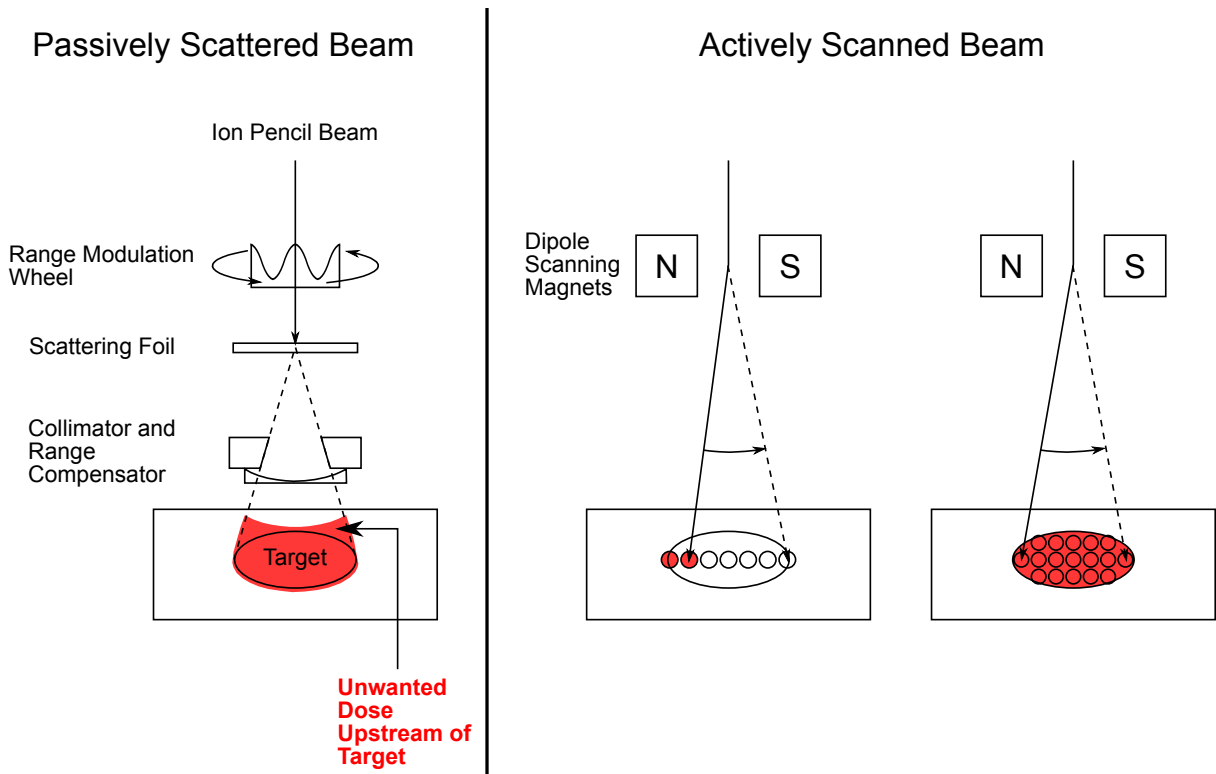 Passively Scattered Beam
Actively Scanned Beam
Ion Pencil Beam
Range Modulation
Wheel
Scattering Foil
Collimator and
Range
Compensator
Target
Unwanted
Dose
Upstream of
Target
Dipole
Scanning
Magnets
N
S
N
S